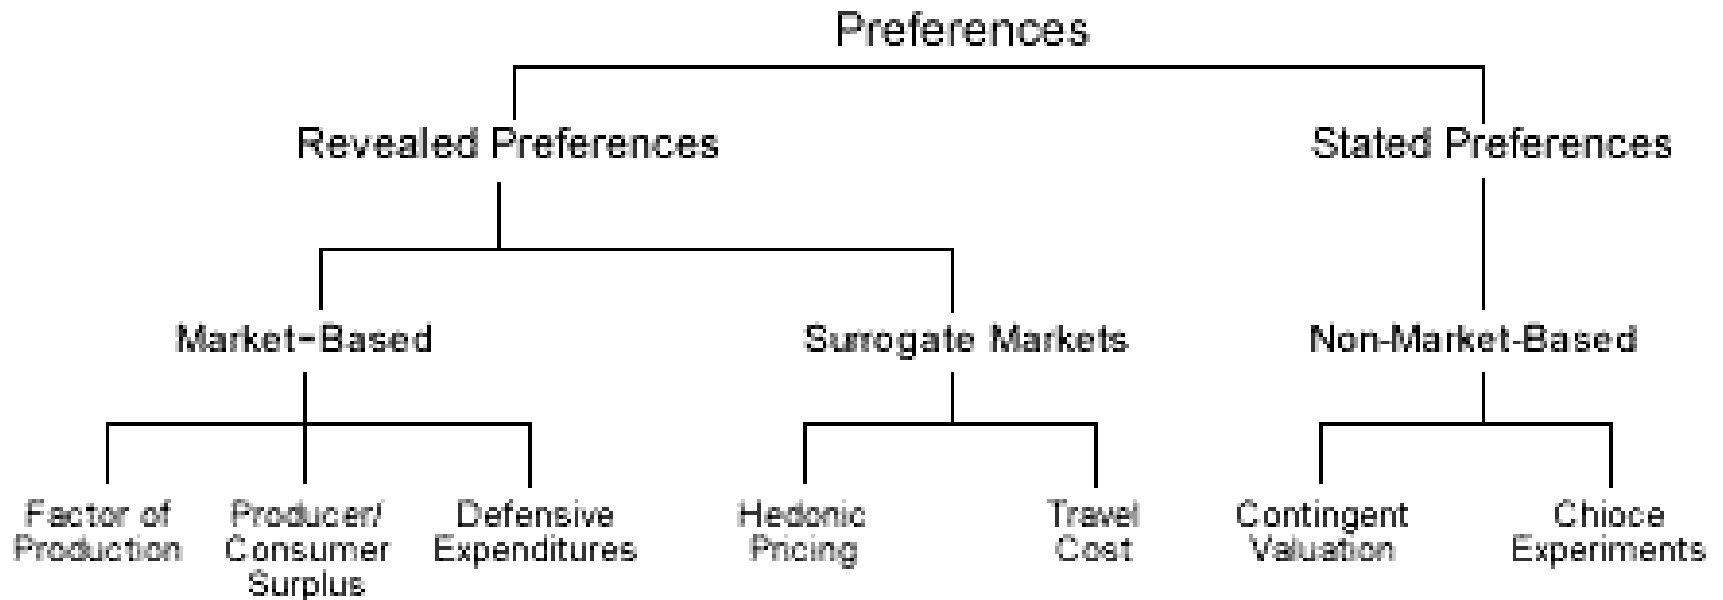 Preferences
Revealed Preferences
Stated Preferences
Market-Based
Surrogate Markets
Non-Market-Based
Factor of
Production
Producer/
Consumer
Surplus
Defensive
Expenditures
Hedonic
Pricing
Travel
Cost
Contingent
Valuation
Chioce
Experiments